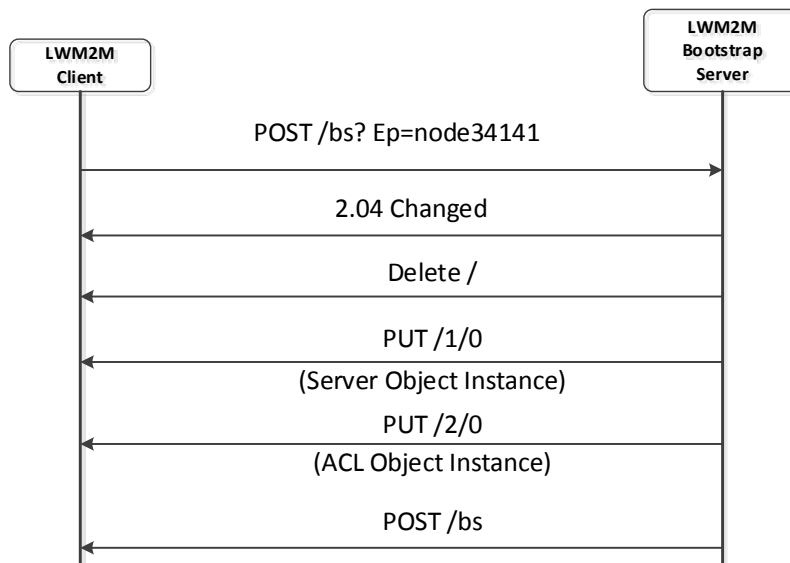 LWM2M
Client
LWM2M
Bootstrap
Server
POST /bs? Ep=node34141
2.04 Changed
Delete /
PUT /1/0
(Server Object Instance)
PUT /2/0
(ACL Object Instance)
POST /bs